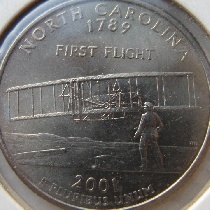 NORTH CAROLINA
1789
FIRST FLIGHT
2001
E PLURIBUS UNUM